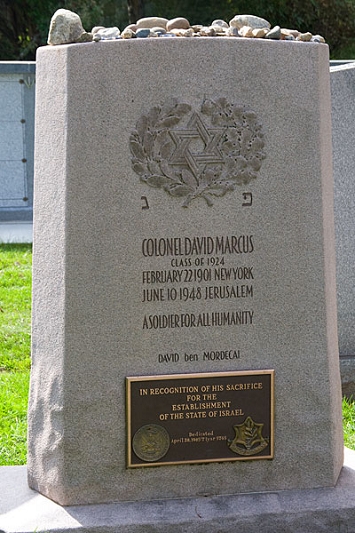 פ נ
COLONEL DAVID MARCUS
CLASS OF 1924
FEBRUARY 22 1901 NEW YORK
JUNE 10 1948 JERUSALEM
A SOLDIER FOR ALL HUMANITY
DAVID ben MORDECAI
IN RECOGNITION OF HIS SACRIFICE
FOR THE
ESTABLISHMENT
OF THE STATE OF ISRAEL
Dedicated